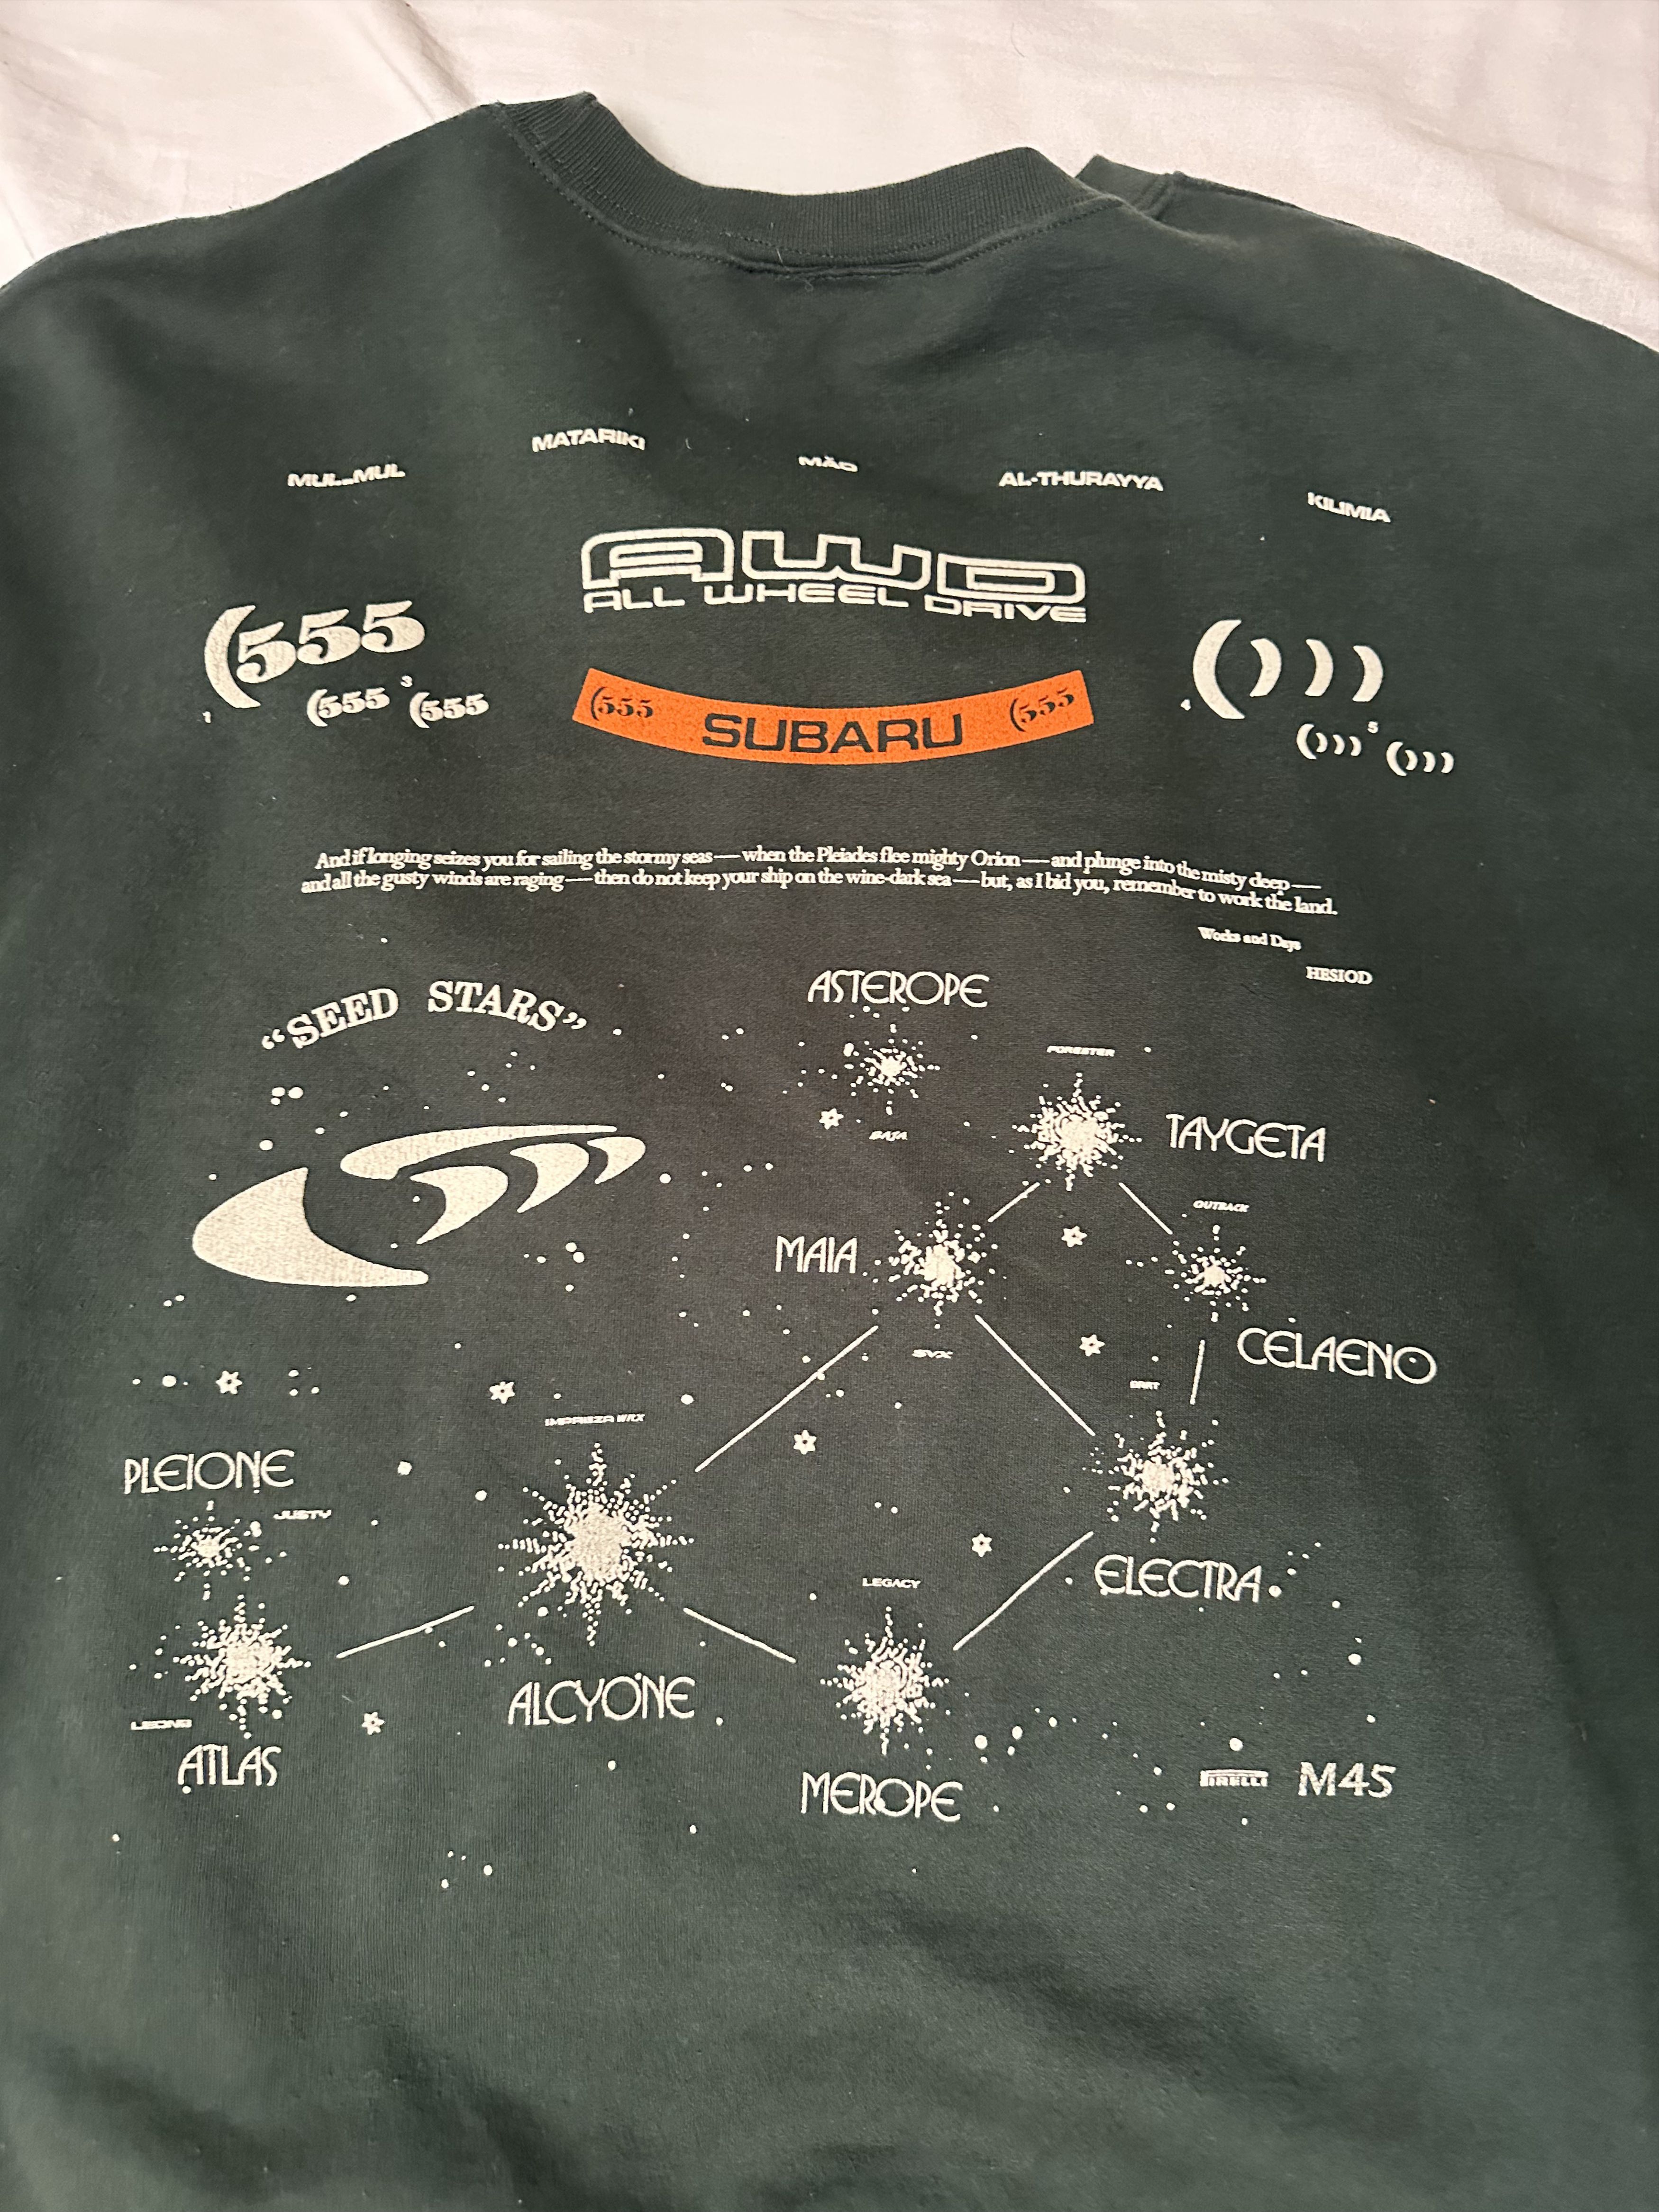 MATARIKI
MUL_MUL
MÃO
AL-THURAYYA
KILIMIA
AWD
ALL WHEEL DRIVE
(555
1
(555
3
(555
(555
SUBARU
(555
4
5
And if longing seizes you for sailing the stormy seas — when the Pleiades flee mighty Orion — and plunge into the misty deep —
and all the gusty winds are raging — then do not keep your ship on the wine-dark sea — but, as I bid you, remember to work the land.
Works and Days
HESIOD
"SEED STARS"
ASTEROPE
FORESTER
BAJA
TAYGETA
OUTBACK
MAIA
CELAENO
SVX
BRAT
IMPREZA WRX
PLEIONE
JUSTY
ELECTRA
LEGACY
ALCYONE
LEONE
ATLAS
MEROPE
PIRELLI
M45